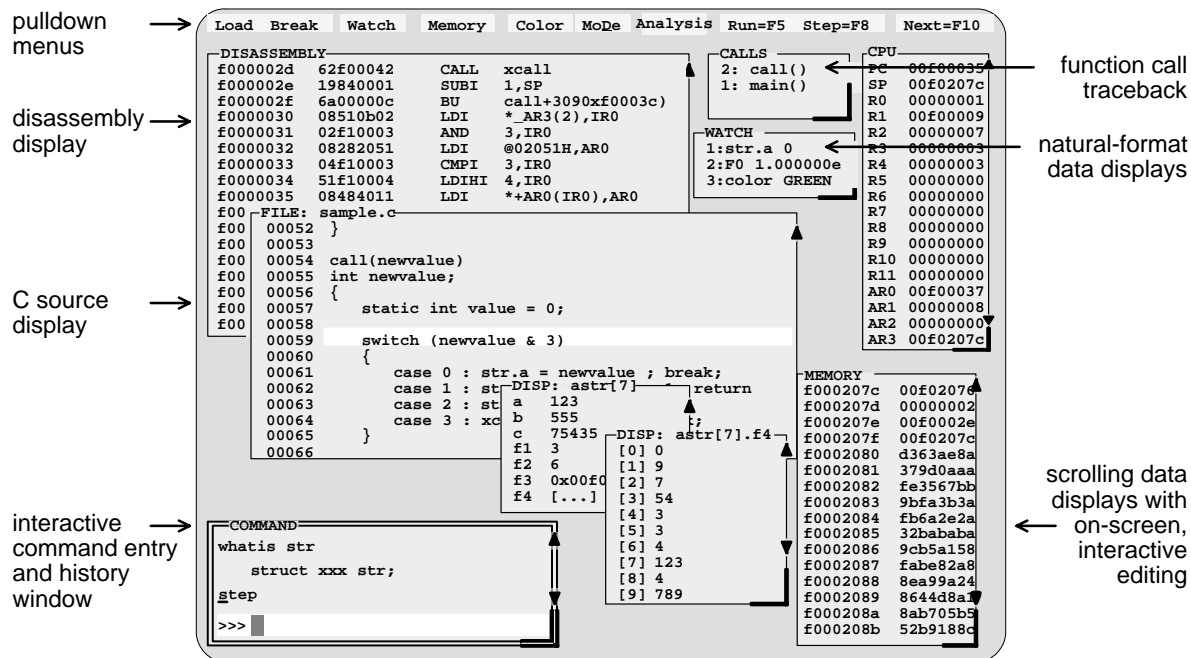 pulldown
menus
disassembly
display
C source
display
interactive
command entry
and history
window
Load Break Watch Memory Color MoDe Analysis Run=F5 Step=F8 Next=F10
DISASSEMBLY
f000002d 62f00042 CALL xcall
f000002e 19840001 SUBI 1,SP
f000002f 6a00000c BU call+3090xf0003c)
f0000030 08510b02 LDI *_AR3(2),IR0
f0000031 02f10003 AND 3,IR0
f0000032 08282051 LDI @02051H,AR0
f0000033 04f10003 CMPI 3,IR0
f0000034 51f10004 LDIHI 4,IR0
f0000035 08484011 LDI *+AR0(IR0),AR0
f00
f00
f00
f00
f00
f00
f00
f00
FILE: sample.c
00052 }
00053
00054 call(newvalue)
00055 int newvalue;
00056 {
00057 static int value = 0;
00058
00059 switch (newvalue & 3)
00060 {
00061 case 0 : str.a = newvalue ; break;
00062 case 1 : st return
00063 case 2 : st
00064 case 3 : xc ;
00065 }
00066
DISP: astr[7]
a 123
b 555
c 75435
f1 3
f2 6
f3 0x00f0
f4 [...]
DISP: astr[7].f4
[0] 0
[1] 9
[2] 7
[3] 54
[4] 3
[5] 3
[6] 4
[7] 123
[8] 4
[9] 789
COMMAND
whatis str
struct xxx str;
step
>>>
CALLS
2: call()
1: main()
WATCH
1:str.a 0
2:F0 1.000000e
3:color GREEN
CPU
PC 00f00035
SP 00f0207c
R0 00000001
R1 00f00009
R2 00000007
R3 00000003
R4 00000003
R5 00000000
R6 00000000
R7 00000000
R8 00000000
R9 00000000
R10 00000000
R11 00000000
AR0 00f00037
AR1 00000008
AR2 00000000
AR3 00f0207c
MEMORY
f000207c 00f02076
f000207d 00000002
f000207e 00f0002e
f000207f 00f0207c
f0002080 d363ae8a
f0002081 379d0aaa
f0002082 fe3567bb
f0002083 9bfa3b3a
f0002084 fb6a2e2a
f0002085 32bababa
f0002086 9cb5a158
f0002087 fabe82a8
f0002088 8ea99a24
f0002089 8644d8a1
f000208a 8ab705b5
f000208b 52b9188c
function call
traceback
natural-format
data displays
scrolling data
displays with
on-screen,
interactive
editing